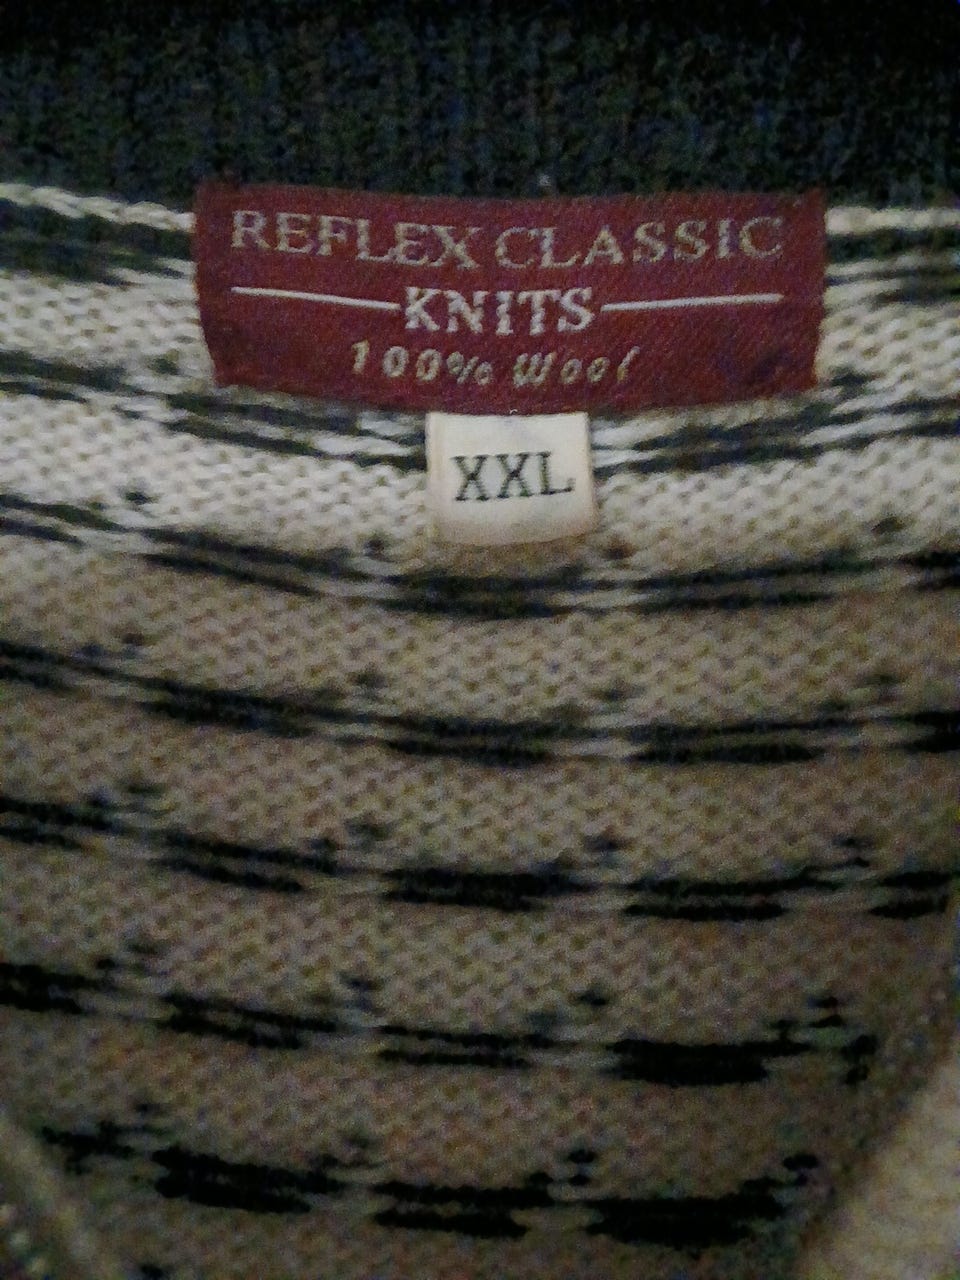 REFLEX CLASSIC
KNITS
100% Wool
XXL